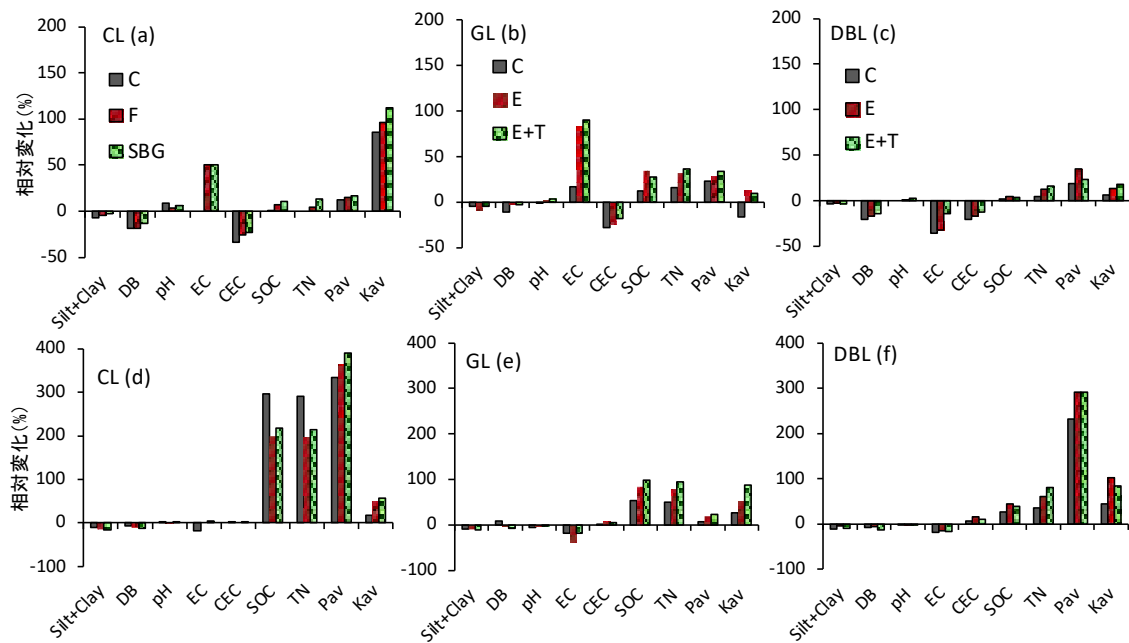 CL (a)
C
F
SBG
相対変化(%)
200
150
100
50
0
-50
Silt+Clay
DB
pH
EC
CEC
SOC
TN
Pav
Kav
GL (b)
C
E
E+T
200
150
100
50
0
-50
Silt+Clay
DB
pH
EC
CEC
SOC
TN
Pav
Kav
DBL (c)
C
E
E+T
200
150
100
50
0
-50
Silt+Clay
DB
pH
EC
CEC
SOC
TN
Pav
Kav
CL (d)
相対変化(%)
400
300
200
100
0
-100
Silt+Clay
DB
pH
EC
CEC
SOC
TN
Pav
Kav
GL (e)
400
300
200
100
0
-100
Silt+Clay
DB
pH
EC
CEC
SOC
TN
Pav
Kav
DBL (f)
400
300
200
100
0
-100
Silt+Clay
DB
pH
EC
CEC
SOC
TN
Pav
Kav